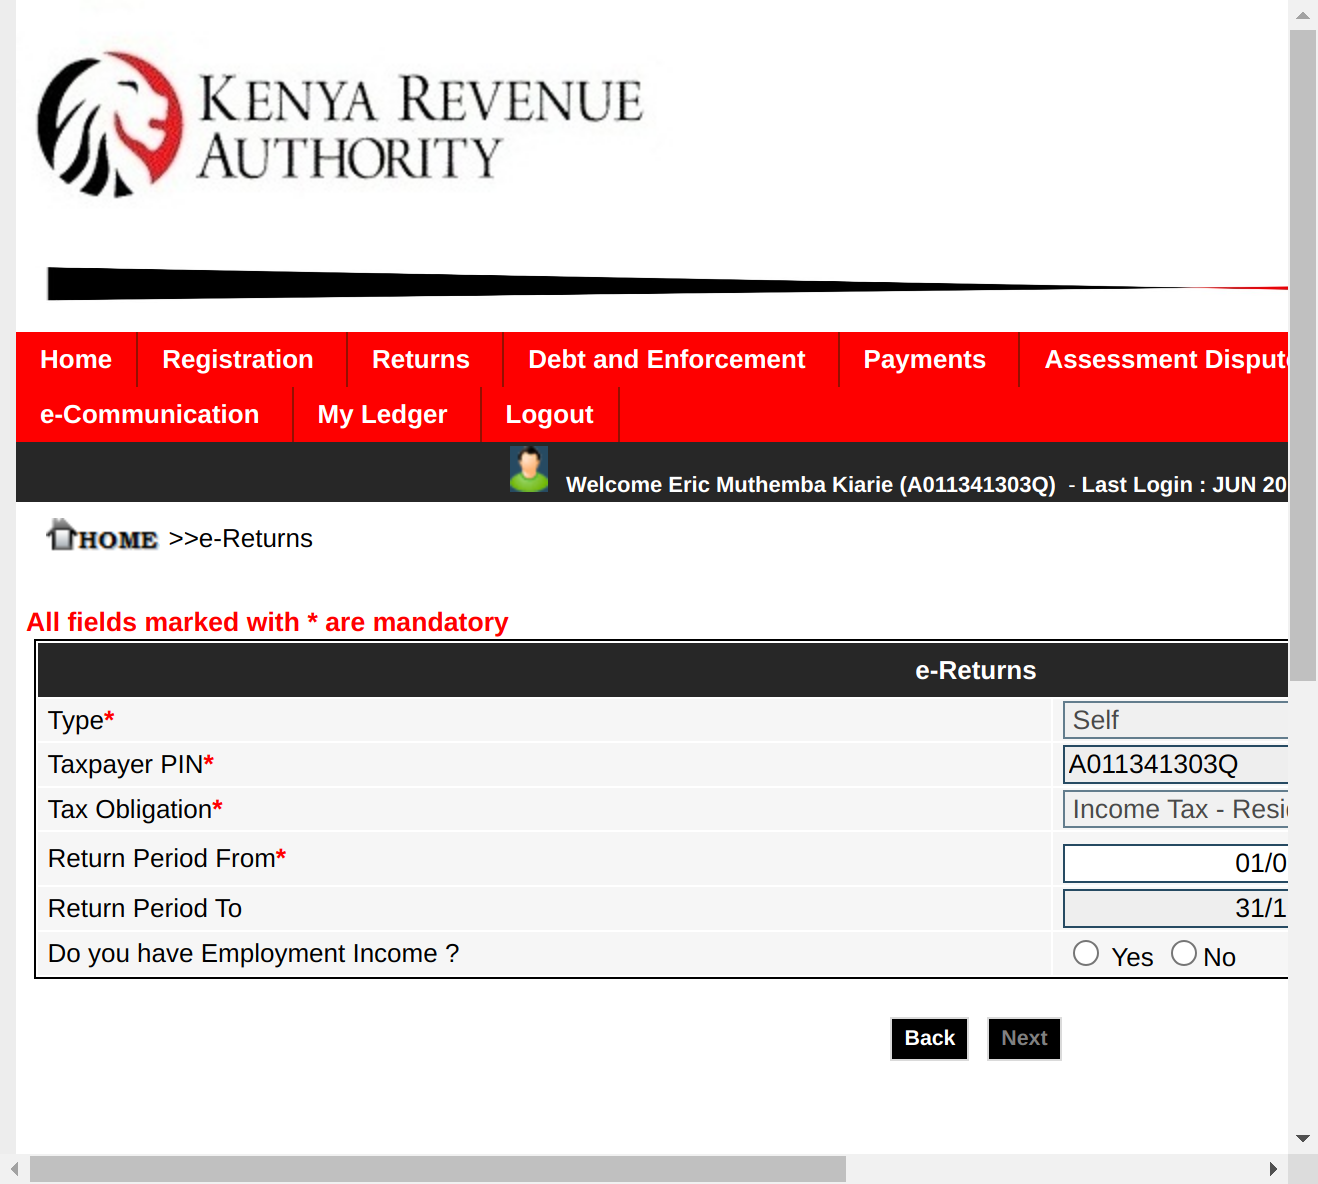 KENYA REVENUE
AUTHORITY
Home Registration Returns Debt and Enforcement Payments Assessment Dispute
e-Communication My Ledger Logout
Welcome Eric Muthemba Kiarie (A011341303Q) - Last Login : JUN 20
HOME >>e-Returns
All fields marked with * are mandatory
e-Returns
Type* Self
Taxpayer PIN* A011341303Q
Tax Obligation* Income Tax - Resi
Return Period From* 01/0
Return Period To 31/1
Do you have Employment Income ? Yes No
Back Next